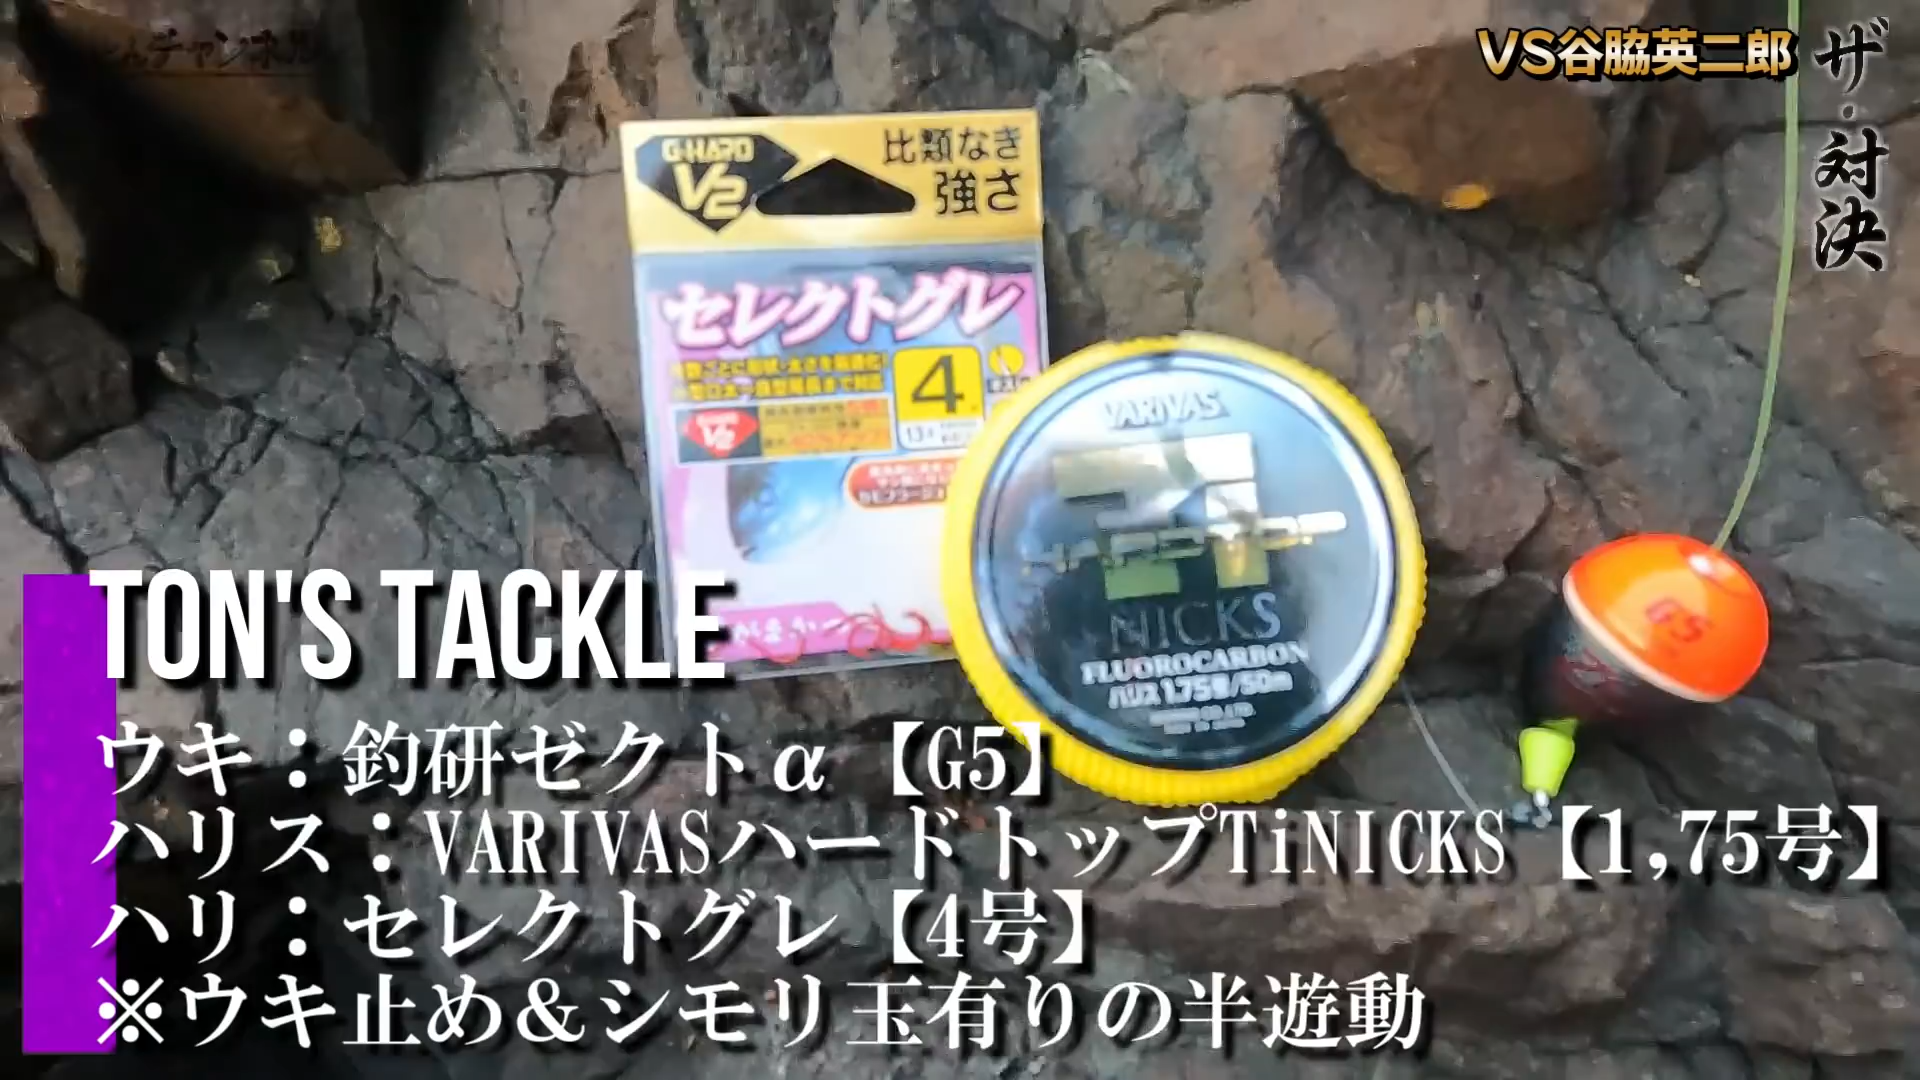 VS谷脇英二郎
ザ・対決
G-HARD
V2
比類なき
強さ
セレクトグレ
4
VARIVAS
NICKS
FLUOROCARBON
ハリス 1.75号/50m
がまかつ
G5
TON'S TACKLE
ウキ：釣研ゼクトα【G5】
ハリス：VARIVASハードトップTiNICKS【1,75号】
ハリ：セレクトグレ【4号】
※ウキ止め＆シモリ玉有りの半遊動